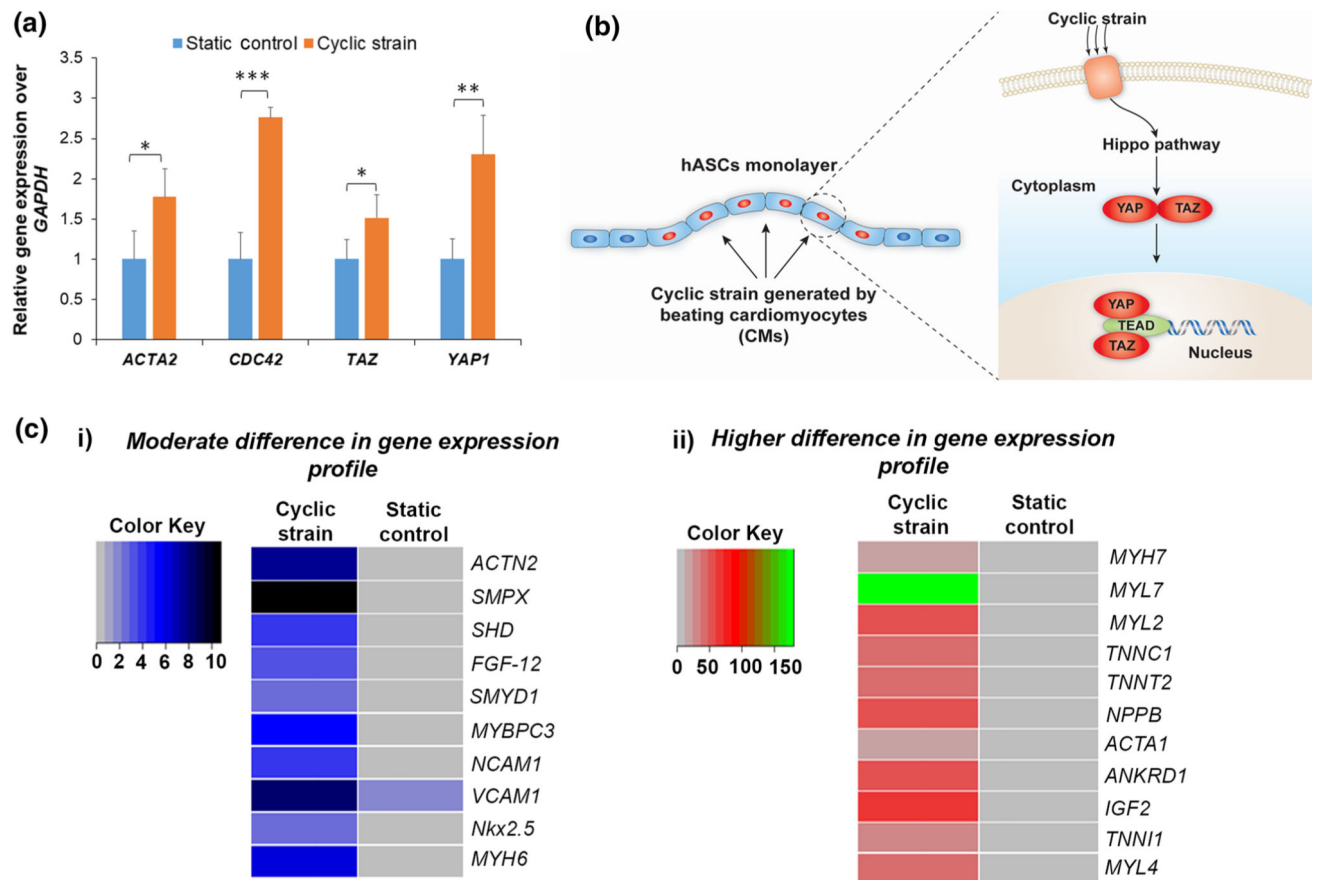 (a)
Static control Cyclic strain
Relative gene expression over
GAPDH
3.5
3
2.5
2
1.5
1
0.5
0
*
***
*
**
ACTA2 CDC42 TAZ YAP1
(b)
hASCs monolayer
Cyclic strain generated by
beating cardiomyocytes
(CMs)
Cyclic strain
Hippo pathway
Cytoplasm
YAP TAZ
YAP
TEAD
TAZ
Nucleus
(c)
i) Moderate difference in gene expression
profile
Color Key
0 2 4 6 8 10
Cyclic
strain
Static
control
ACTN2
SMPX
SHD
FGF-12
SMYD1
MYBPC3
NCAM1
VCAM1
Nkx2.5
MYH6
ii) Higher difference in gene expression
profile
Color Key
0 50 100 150
Cyclic
strain
Static
control
MYH7
MYL7
MYL2
TNNC1
TNNT2
NPPB
ACTA1
ANKRD1
IGF2
TNNI1
MYL4